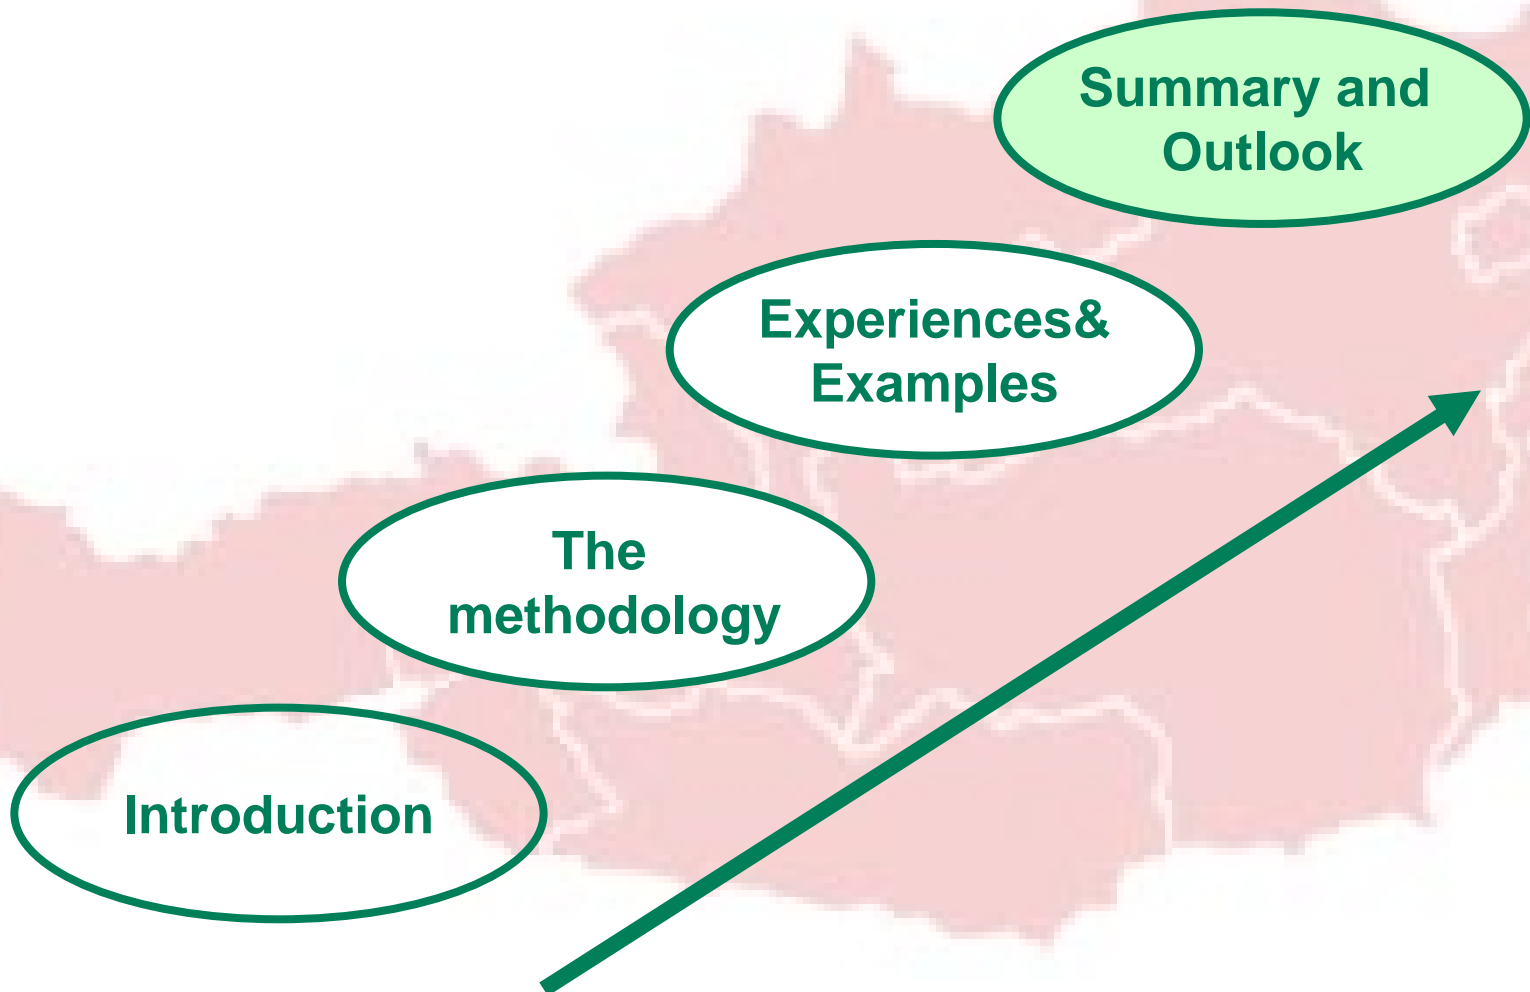 Summary and
Outlook
Experiences&
Examples
The
methodology
Introduction